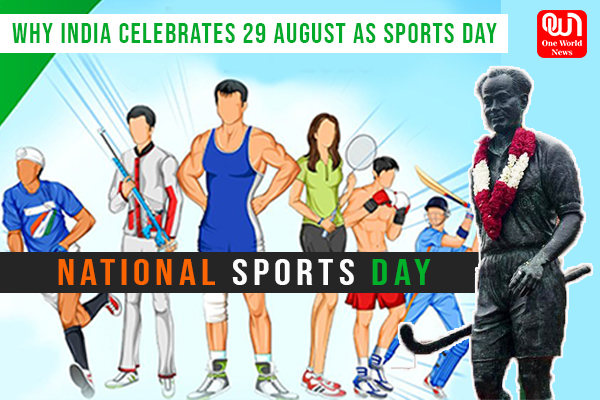 WHY INDIA CELEBRATES 29 AUGUST AS SPORTS DAY
One World
News
NATIONAL SPORTS DAY